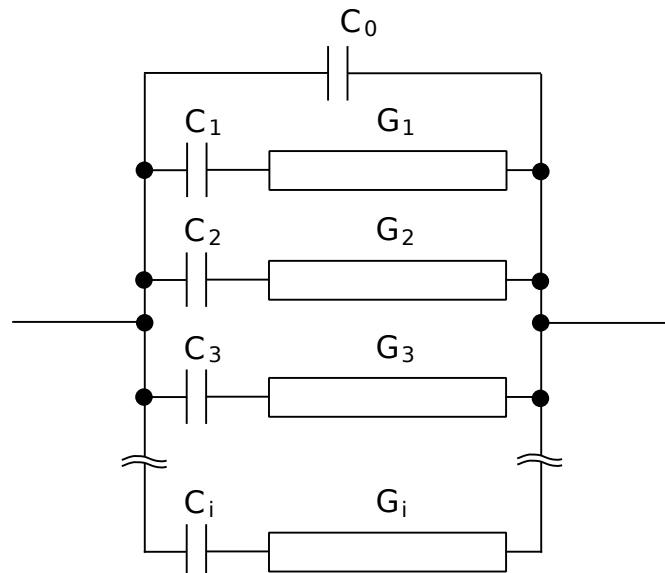 C₀
C₁ G₁
C₂ G₂
C₃ G₃
Cᵢ Gᵢ